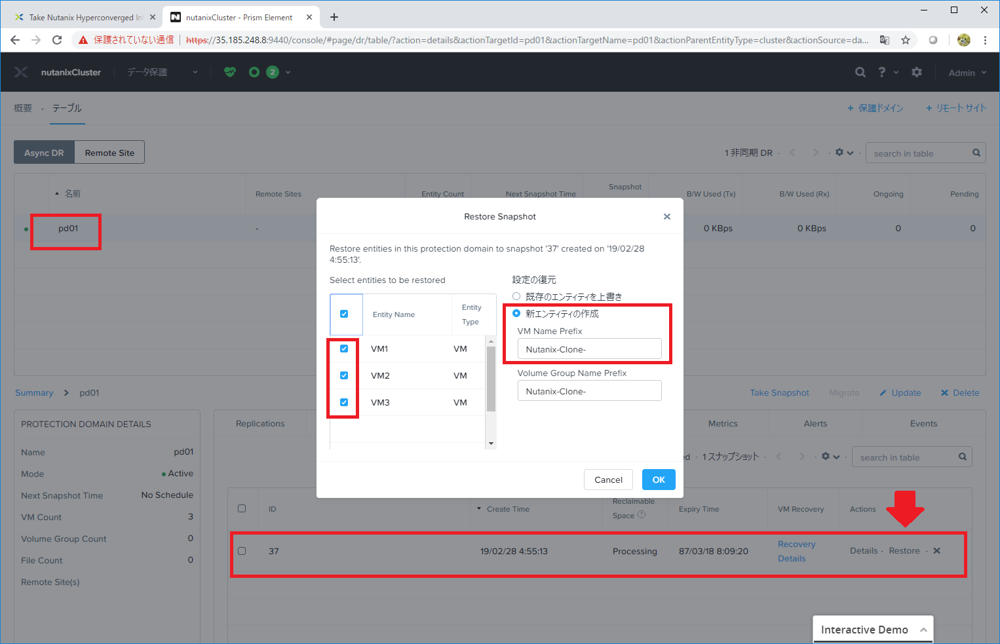 Take Nutanix Hyperconverged Inf
nutanixCluster - Prism Element
保護されていない通信
https://35.185.248.8:9440/console/#page/dr/table/?action=details&actionTargetId=pd01&actionTargetName=pd01&actionParentEntityType=cluster&actionSource=da...
nutanixCluster
データ保護
2
?
Admin
概要 · テーブル
+ 保護ドメイン
+ リモート サイト
Async DR
Remote Site
1 非同期 DR
search in table
名前
Remote Sites
Entity Count
Next Snapshot Time
Snapshot
B/W Used (Tx)
B/W Used (Rx)
Ongoing
Pending
pd01
-
0 KBps
0 KBps
0
0
Restore Snapshot
Restore entities in this protection domain to snapshot '37' created on '19/02/28
4:55:13'.
Select entities to be restored
Entity Name
Entity
Type
VM1
VM
VM2
VM
VM3
VM
設定の復元
既存のエンティティを上書き
新エンティティの作成
VM Name Prefix
Nutanix-Clone-
Volume Group Name Prefix
Nutanix-Clone-
Cancel
OK
Summary
pd01
Take Snapshot
Migrate
Update
Delete
PROTECTION DOMAIN DETAILS
Name
pd01
Mode
Active
Next Snapshot Time
No Schedule
VM Count
3
Volume Group Count
0
File Count
0
Remote Site(s)
Replications
Metrics
Alerts
Events
ed · 1 スナップショット
search in table
ID
Create Time
Reclaimable
Space
Expiry Time
VM Recovery
Actions
37
19/02/28 4:55:13
Processing
87/03/18 8:09:20
Recovery
Details
Details · Restore ·
Interactive Demo